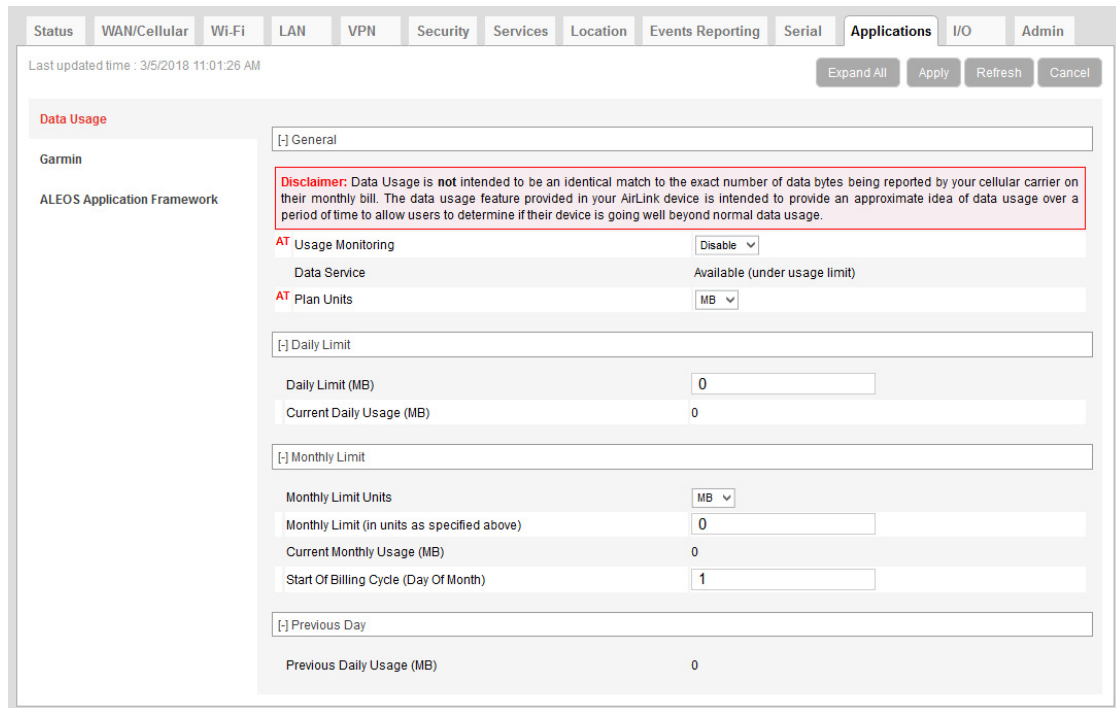 Status WAN/Cellular Wi-Fi LAN VPN Security Services Location Events Reporting Serial Applications I/O Admin
Last updated time : 3/5/2018 11:01:26 AM
Expand All Apply Refresh Cancel
Data Usage
Garmin
ALEOS Application Framework
[-] General
Disclaimer: Data Usage is not intended to be an identical match to the exact number of data bytes being reported by your cellular carrier on
their monthly bill. The data usage feature provided in your AirLink device is intended to provide an approximate idea of data usage over a
period of time to allow users to determine if their device is going well beyond normal data usage.
AT Usage Monitoring Disable
Data Service Available (under usage limit)
AT Plan Units MB
[-] Daily Limit
Daily Limit (MB) 0
Current Daily Usage (MB) 0
[-] Monthly Limit
Monthly Limit Units MB
Monthly Limit (in units as specified above) 0
Current Monthly Usage (MB) 0
Start Of Billing Cycle (Day Of Month) 1
[-] Previous Day
Previous Daily Usage (MB) 0